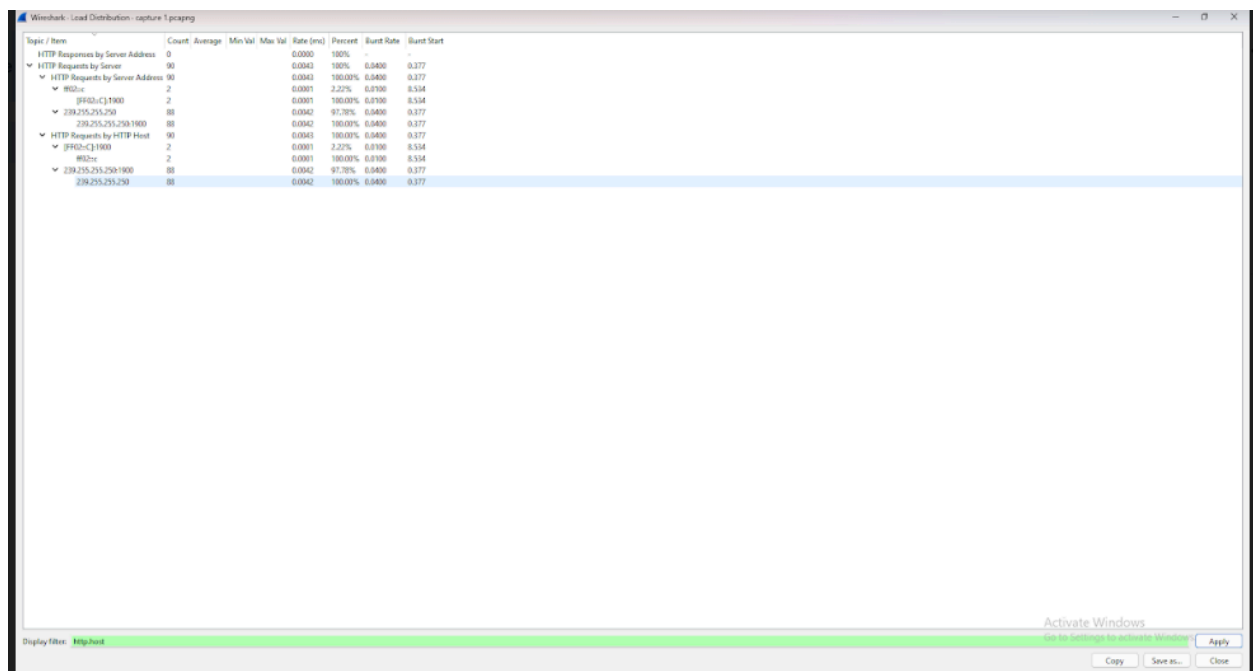 Wireshark · Load Distribution · capture 1.pcapng
Topic / Item Count Average Min Val Max Val Rate (ms) Percent Burst Rate Burst Start
HTTP Responses by Server Address 0 0.0000 100% - -
HTTP Requests by Server 90 0.0043 100% 0.0400 0.377
HTTP Requests by Server Address 90 0.0043 100.00% 0.0400 0.377
ff02::c 2 0.0001 2.22% 0.0100 8.534
[FF02::C]:1900 2 0.0001 100.00% 0.0100 8.534
239.255.255.250 88 0.0042 97.78% 0.0400 0.377
239.255.255.250:1900 88 0.0042 100.00% 0.0400 0.377
HTTP Requests by HTTP Host 90 0.0043 100.00% 0.0400 0.377
[FF02::C]:1900 2 0.0001 2.22% 0.0100 8.534
ff02::c 2 0.0001 100.00% 0.0100 8.534
239.255.255.250:1900 88 0.0042 97.78% 0.0400 0.377
239.255.255.250 88 0.0042 100.00% 0.0400 0.377
Activate Windows
Go to Settings to activate Windows.
Display filter: http.host
Apply
Copy Save as... Close